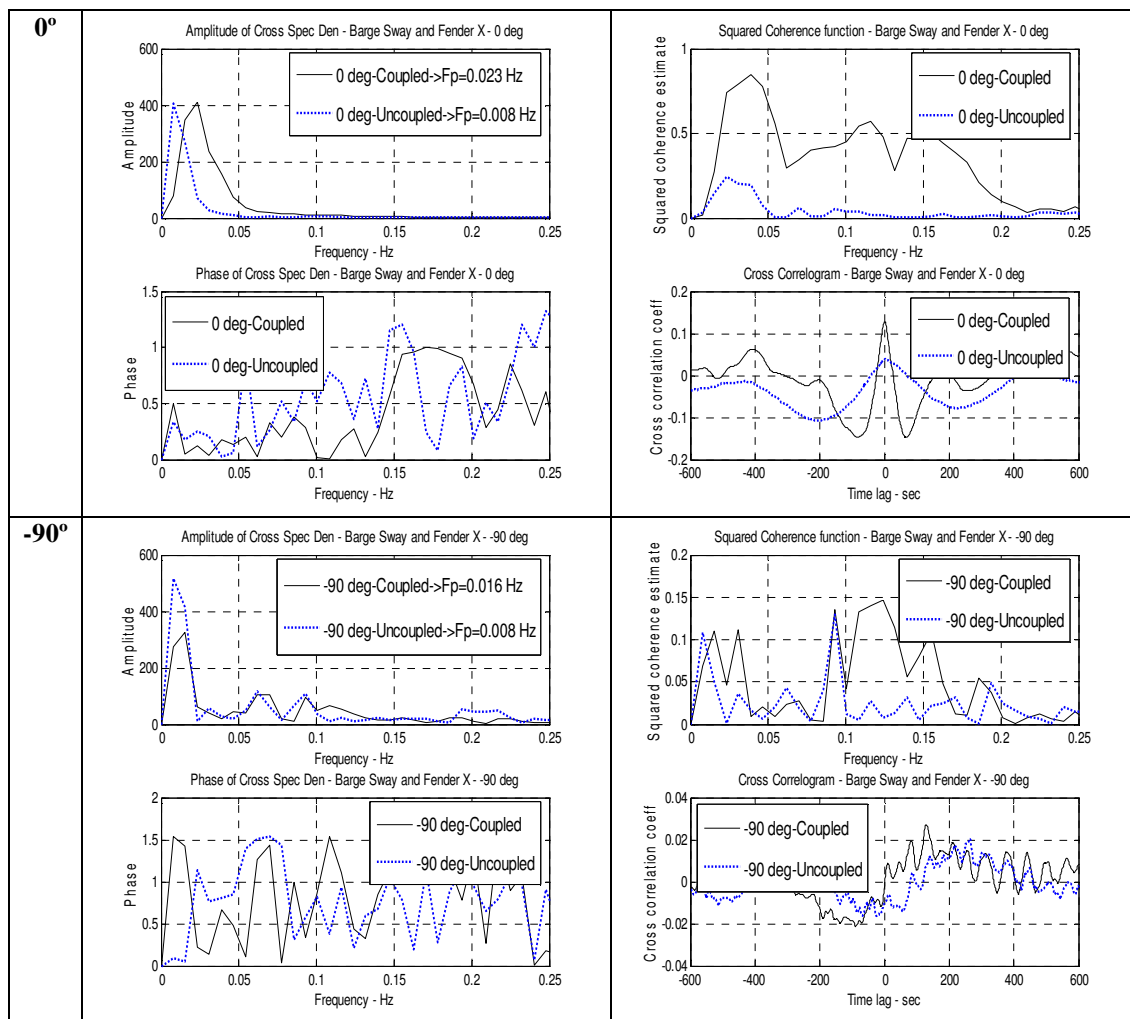 0º
Amplitude of Cross Spec Den - Barge Sway and Fender X - 0 deg
600
400
200
0
Amplitude
0 deg-Coupled->Fp=0.023 Hz
0 deg-Uncoupled->Fp=0.008 Hz
0 0.05 0.1 0.15 0.2 0.25
Frequency - Hz
Squared Coherence function - Barge Sway and Fender X - 0 deg
1
0.5
0
Squared coherence estimate
0 deg-Coupled
0 deg-Uncoupled
0 0.05 0.1 0.15 0.2 0.25
Frequency - Hz
Phase of Cross Spec Den - Barge Sway and Fender X - 0 deg
1.5
1
0.5
0
Phase
0 deg-Coupled
0 deg-Uncoupled
0 0.05 0.1 0.15 0.2 0.25
Frequency - Hz
Cross Correlogram - Barge Sway and Fender X - 0 deg
0.2
0.1
0
-0.1
-0.2
Cross correlation coeff
0 deg-Coupled
0 deg-Uncoupled
-600 -400 -200 0 200 400 600
Time lag - sec
-90º
Amplitude of Cross Spec Den - Barge Sway and Fender X - -90 deg
600
400
200
0
Amplitude
-90 deg-Coupled->Fp=0.016 Hz
-90 deg-Uncoupled->Fp=0.008 Hz
0 0.05 0.1 0.15 0.2 0.25
Frequency - Hz
Squared Coherence function - Barge Sway and Fender X - -90 deg
0.2
0.15
0.1
0.05
0
Squared coherence estimate
-90 deg-Coupled
-90 deg-Uncoupled
0 0.05 0.1 0.15 0.2 0.25
Frequency - Hz
Phase of Cross Spec Den - Barge Sway and Fender X - -90 deg
2
1.5
1
0.5
0
Phase
-90 deg-Coupled
-90 deg-Uncoupled
0 0.05 0.1 0.15 0.2 0.25
Frequency - Hz
Cross Correlogram - Barge Sway and Fender X - -90 deg
0.04
0.02
0
-0.02
-0.04
Cross correlation coeff
-90 deg-Coupled
-90 deg-Uncoupled
-600 -400 -200 0 200 400 600
Time lag - sec